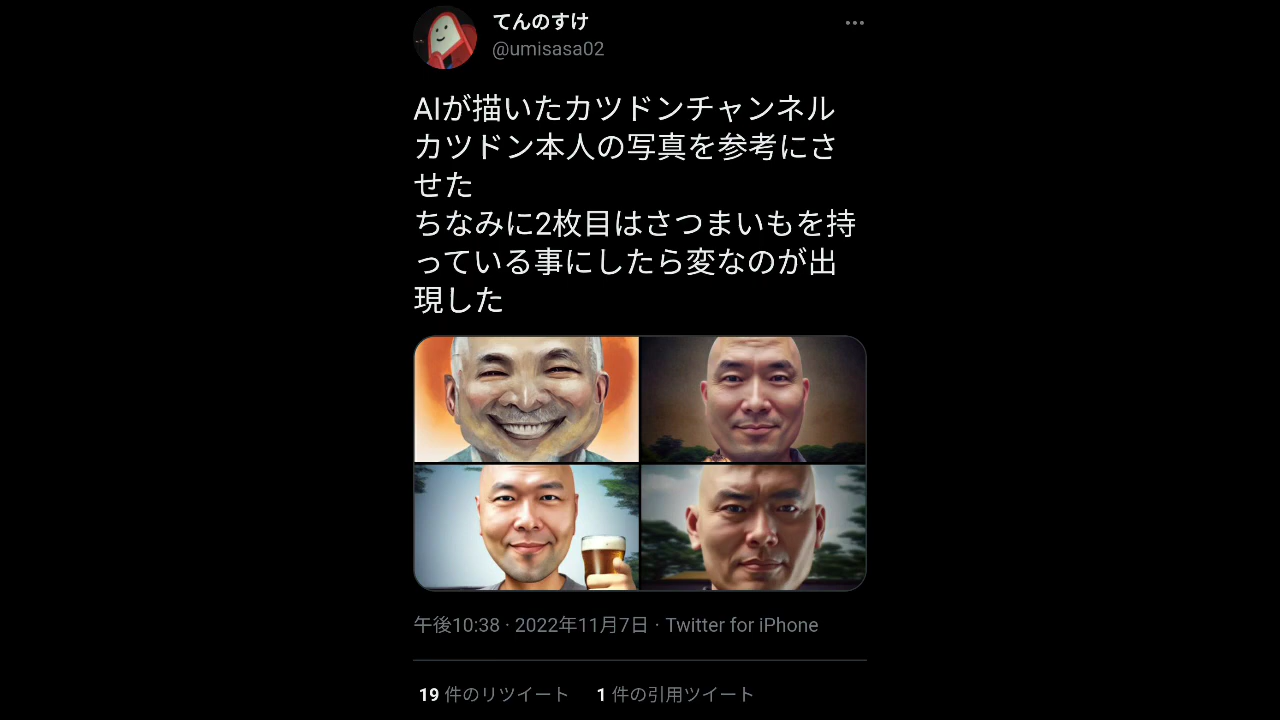 てんのすけ
@umisasa02
AIが描いたカツドンチャンネル
カツドン本人の写真を参考にさ
せた
ちなみに2枚目はさつまいもを持
っている事にしたら変なのが出
現した
午後10:38 · 2022年11月7日 · Twitter for iPhone
19 件のリツイート 1 件の引用ツイート